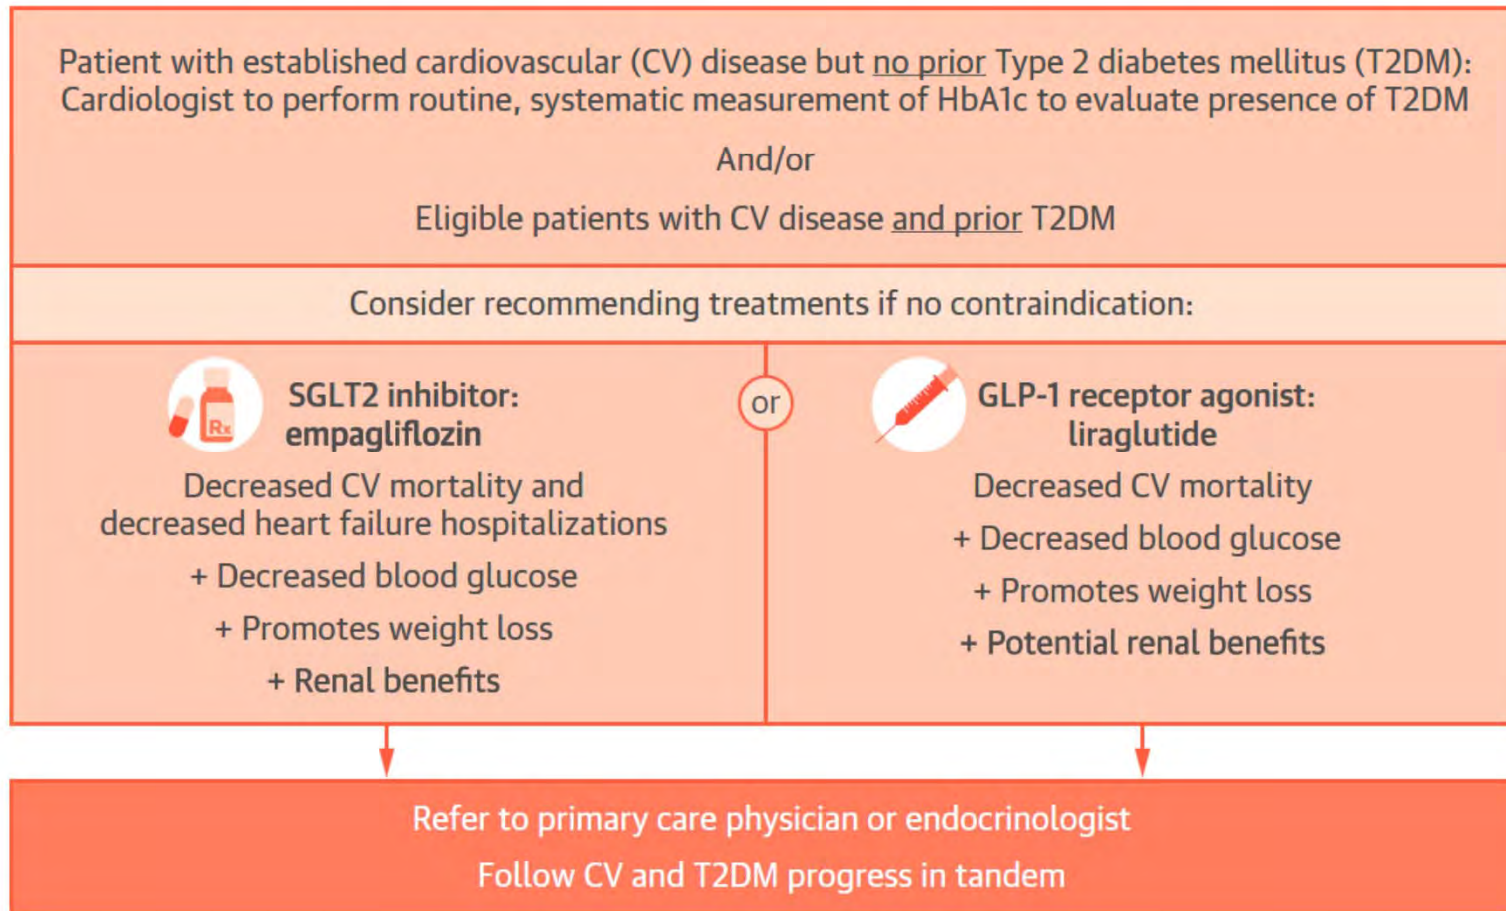 Patient with established cardiovascular (CV) disease but no prior Type 2 diabetes mellitus (T2DM):
Cardiologist to perform routine, systematic measurement of HbA1c to evaluate presence of T2DM
And/or
Eligible patients with CV disease and prior T2DM
Consider recommending treatments if no contraindication:
Rx
SGLT2 inhibitor:
empagliflozin
Decreased CV mortality and
decreased heart failure hospitalizations
+ Decreased blood glucose
+ Promotes weight loss
+ Renal benefits
or
GLP-1 receptor agonist:
liraglutide
Decreased CV mortality
+ Decreased blood glucose
+ Promotes weight loss
+ Potential renal benefits
Refer to primary care physician or endocrinologist
Follow CV and T2DM progress in tandem